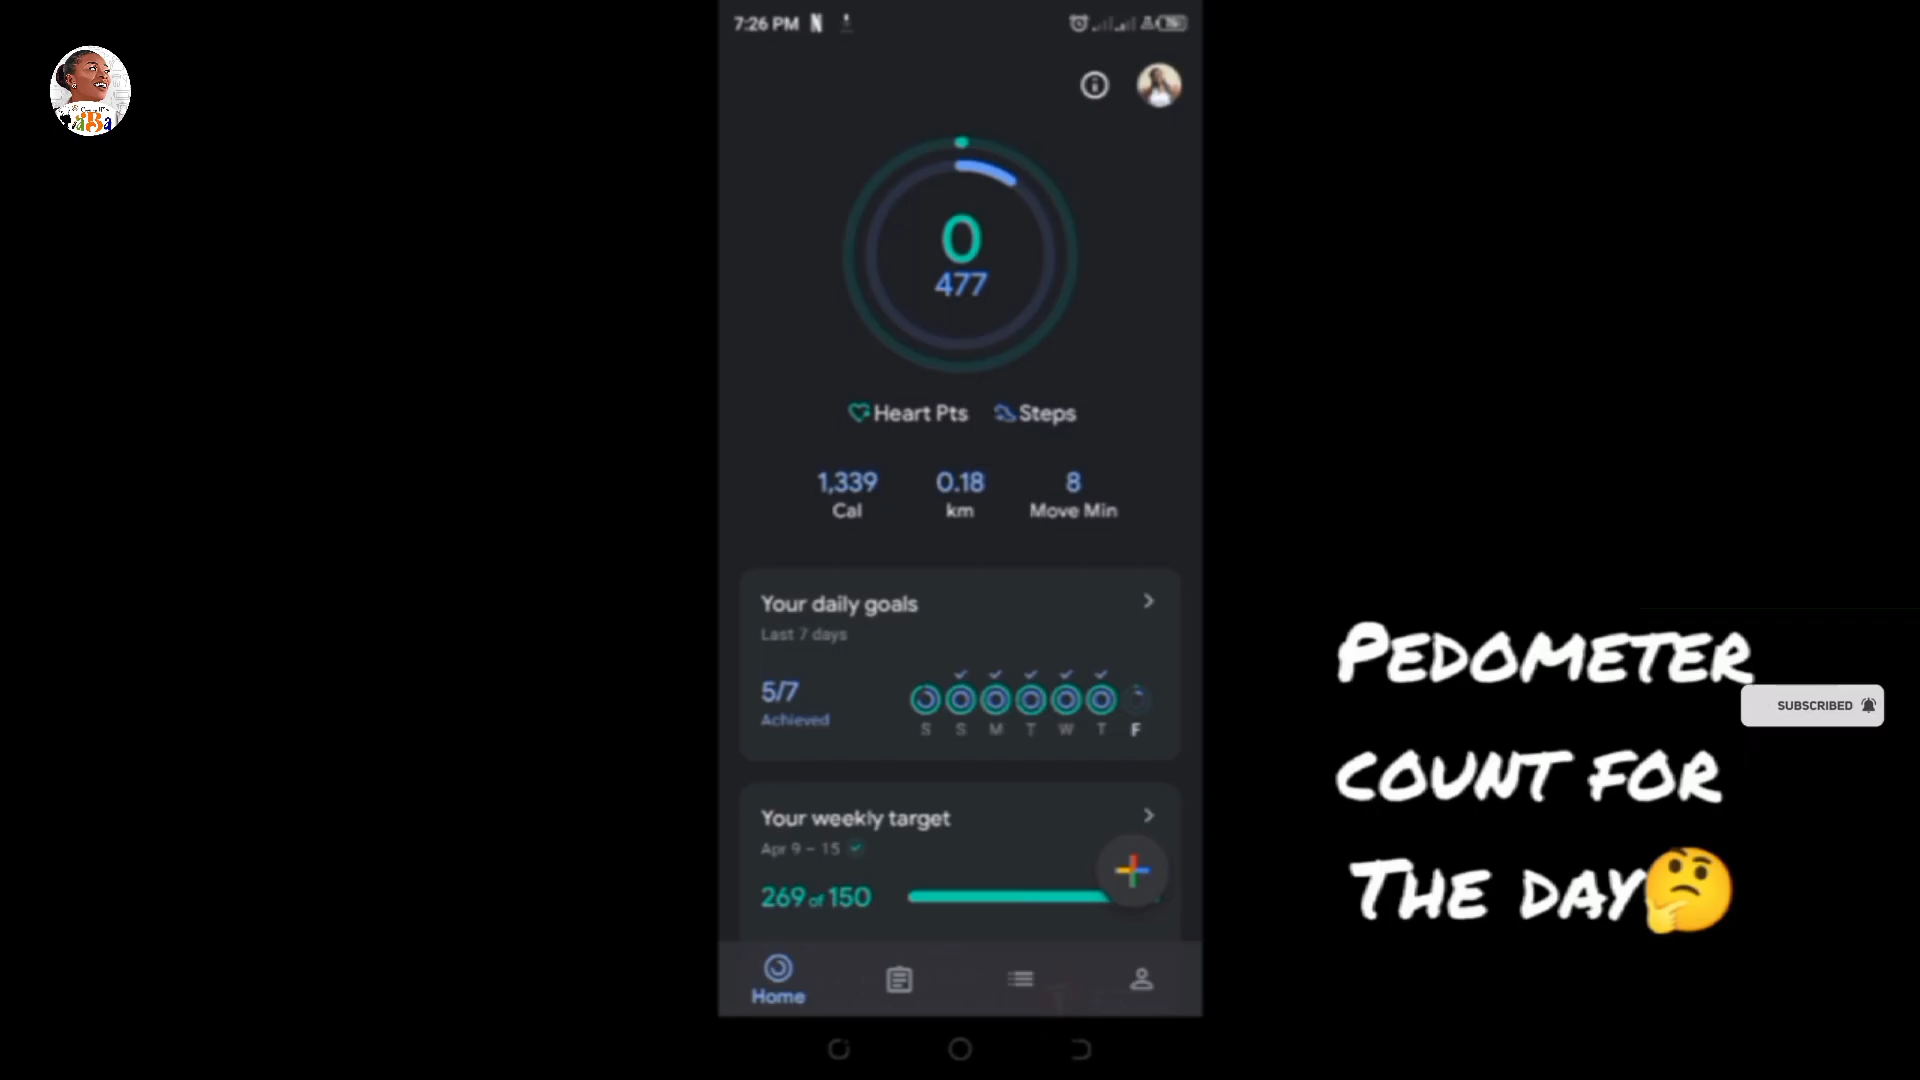 7:26 PM
0
477
Heart Pts Steps
1,339 0.18 8
Cal km Move Min
Your daily goals
Last 7 days
5/7
Achieved
S S M T W T F
Your weekly target
Apr 9 – 15
269 of 150
Home
PEDOMETER
COUNT FOR
THE DAY🤔
SUBSCRIBED